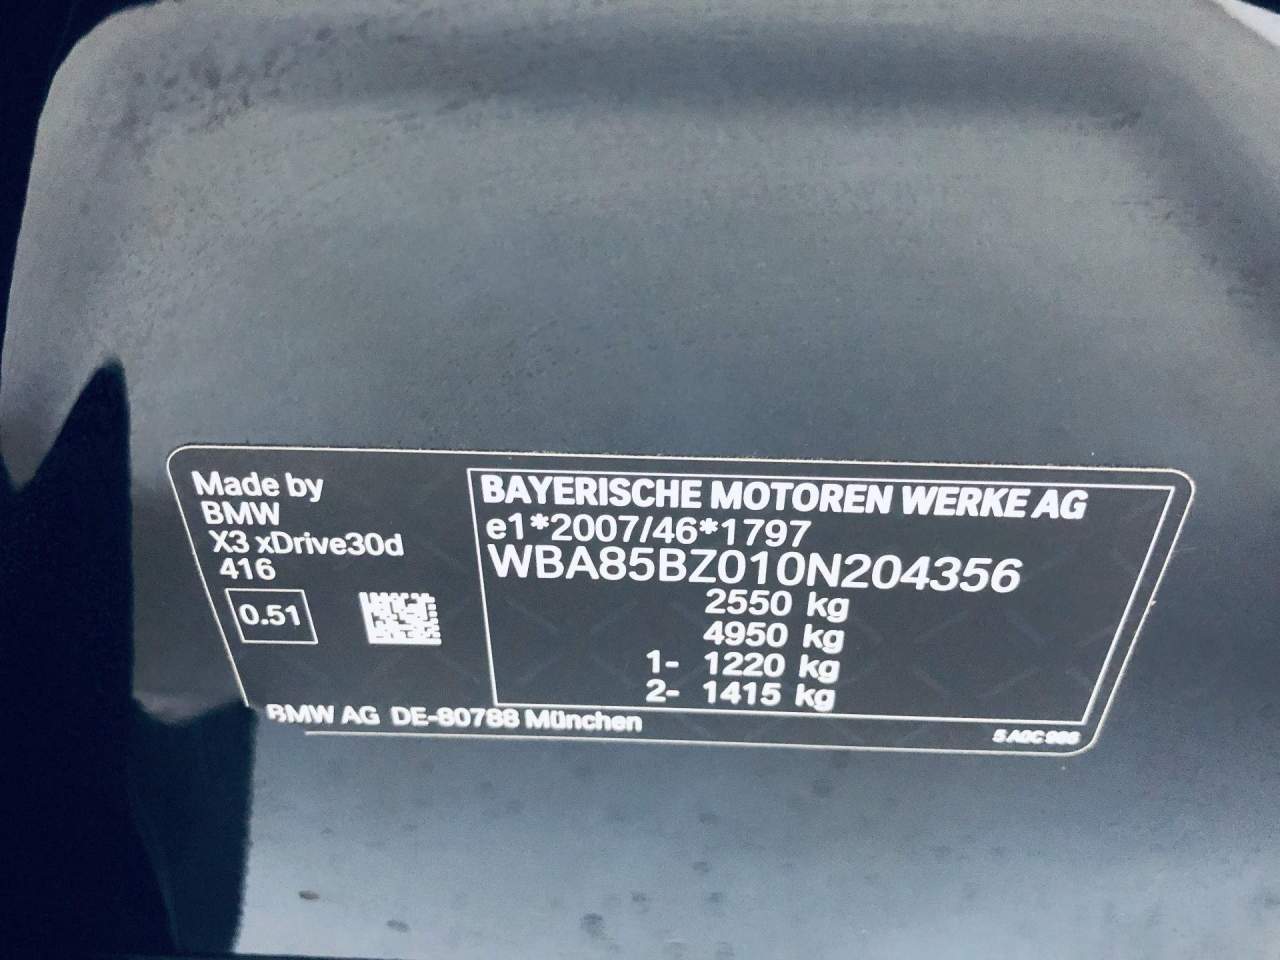 Made by
BMW
X3 xDrive30d
416
0.51
BAYERISCHE MOTOREN WERKE AG
e1*2007/46*1797
WBA85BZ010N204356
2550 kg
4950 kg
1- 1220 kg
2- 1415 kg
BMW AG DE-80788 München